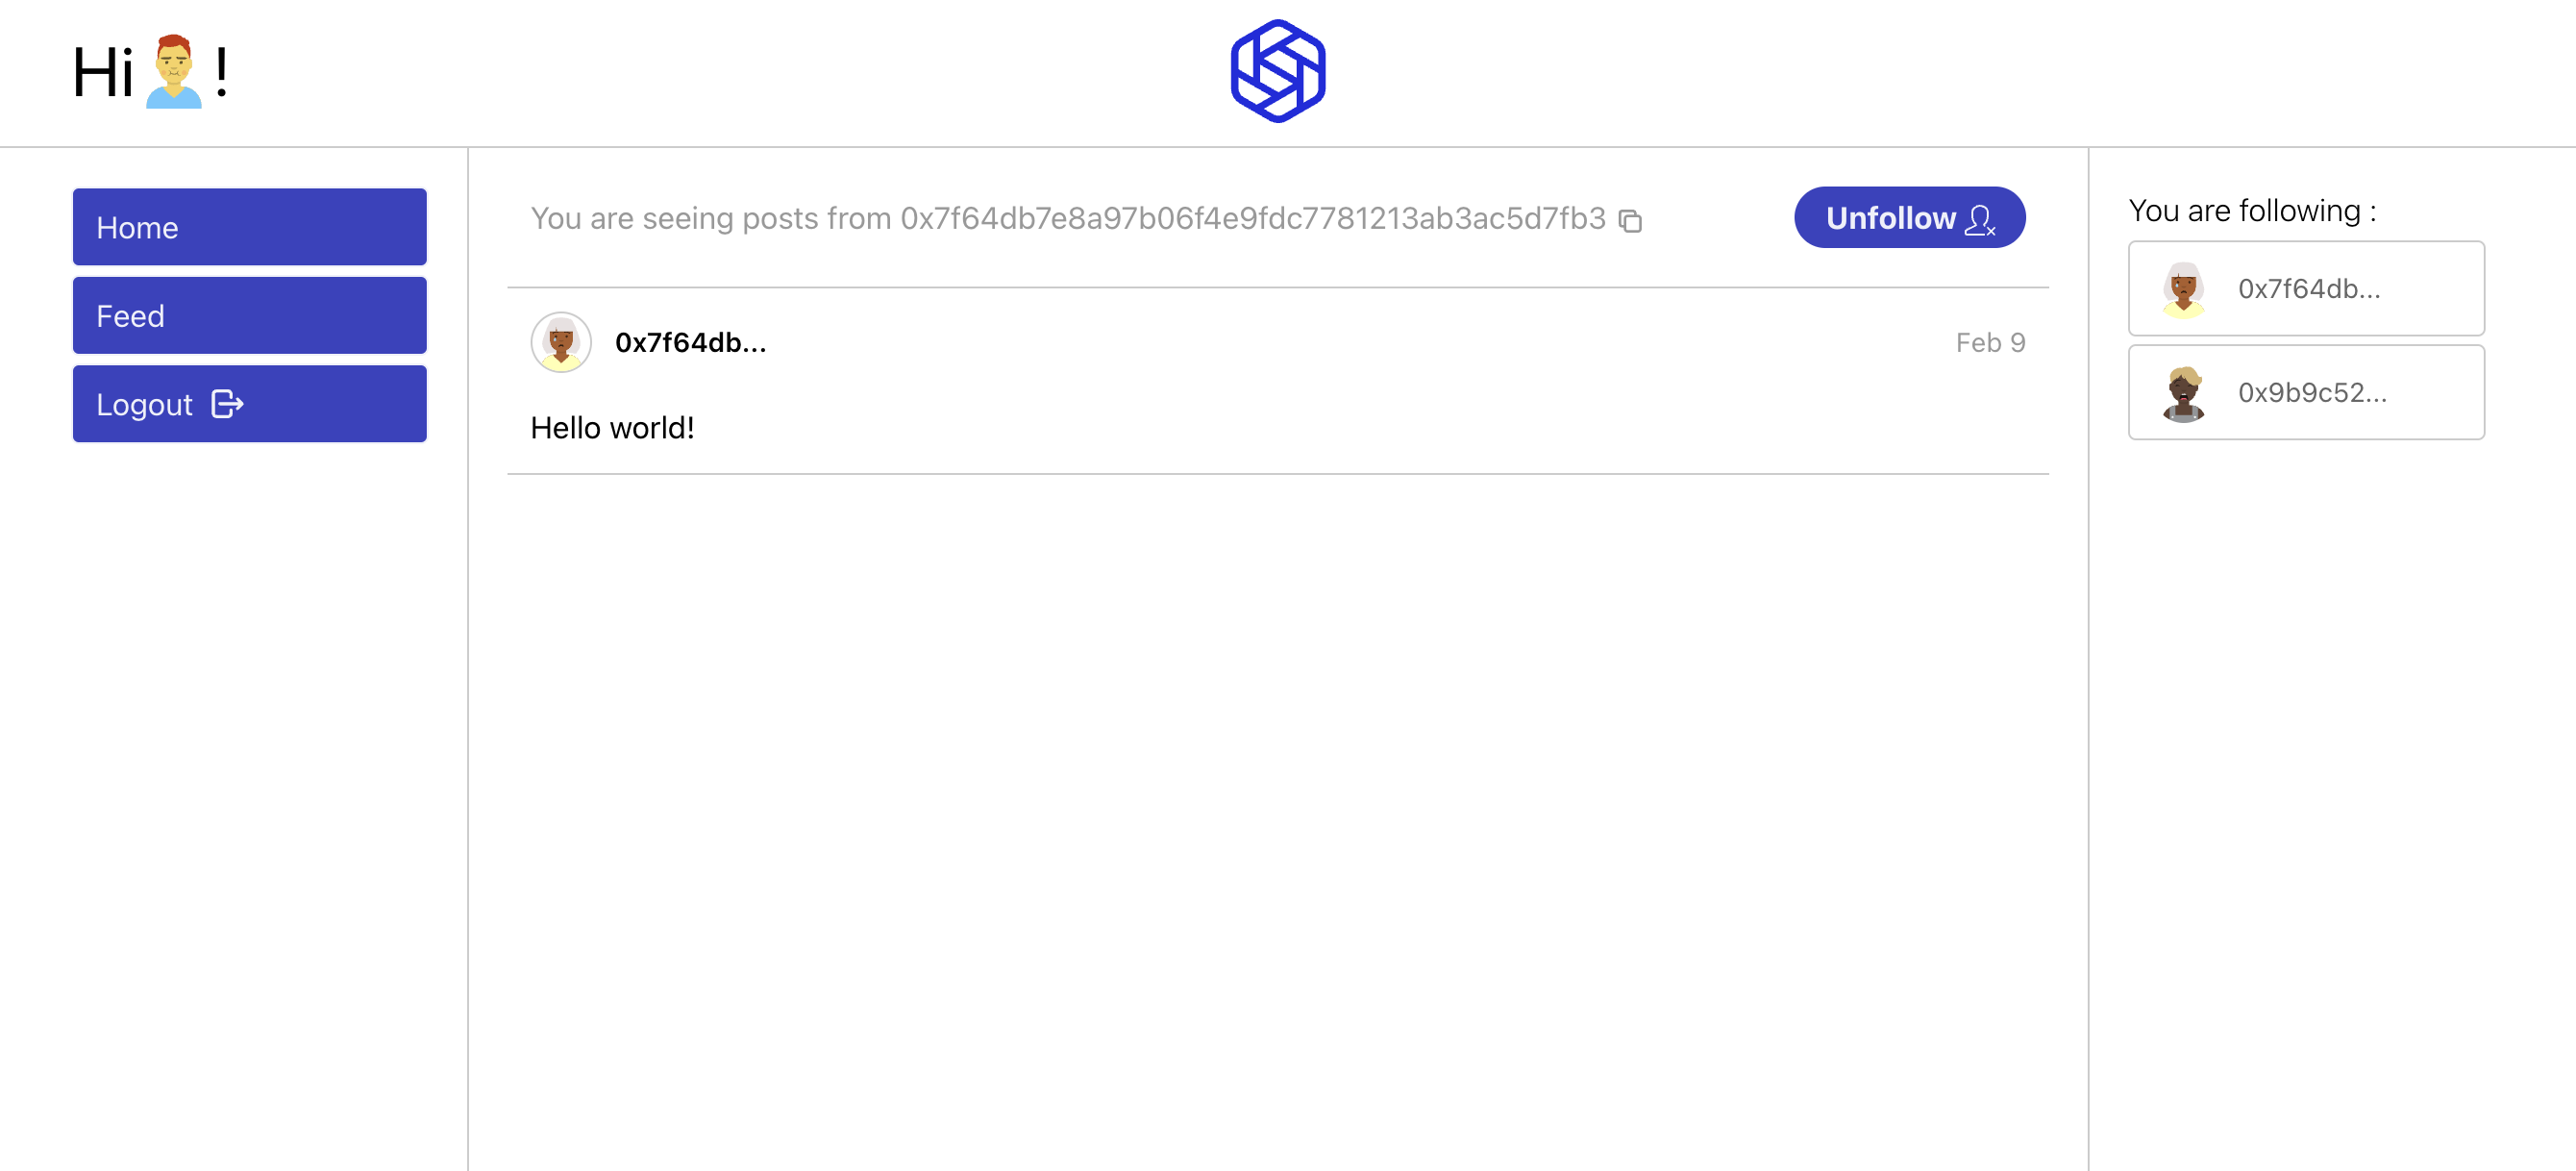 Hi !
Home
Feed
Logout
You are seeing posts from 0x7f64db7e8a97b06f4e9fdc7781213ab3ac5d7fb3
Unfollow
0x7f64db...
Feb 9
Hello world!
You are following :
0x7f64db...
0x9b9c52...